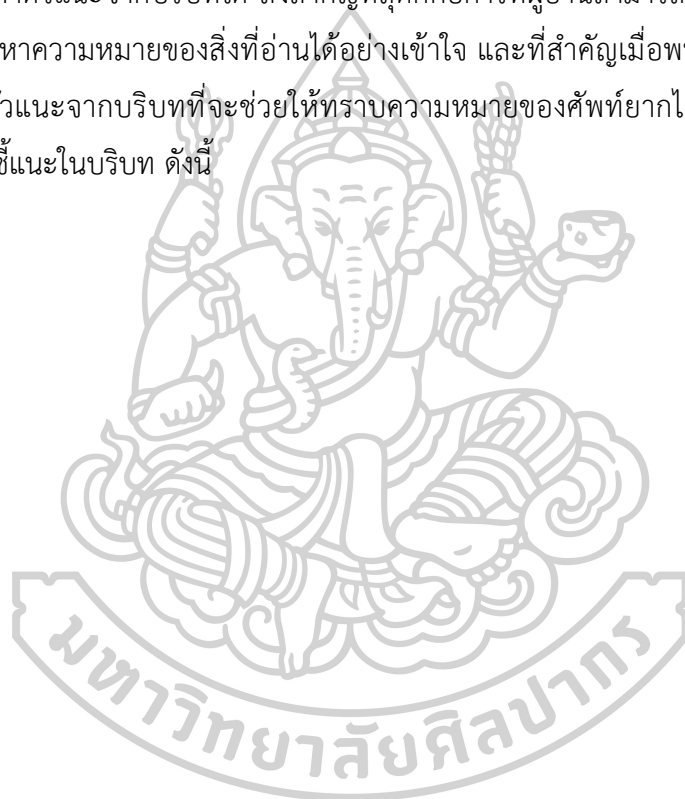 หาความหมายของสิ่งที่อ่านได้อย่างเข้าใจ และที่สำคัญเมื่อพ
ัวแนะจากบริบทที่จะช่วยให้ทราบความหมายของศัพท์ยากไ
ชี้แนะในบริบท ดังนี้
มหาวิทยาลัยศิลปากร